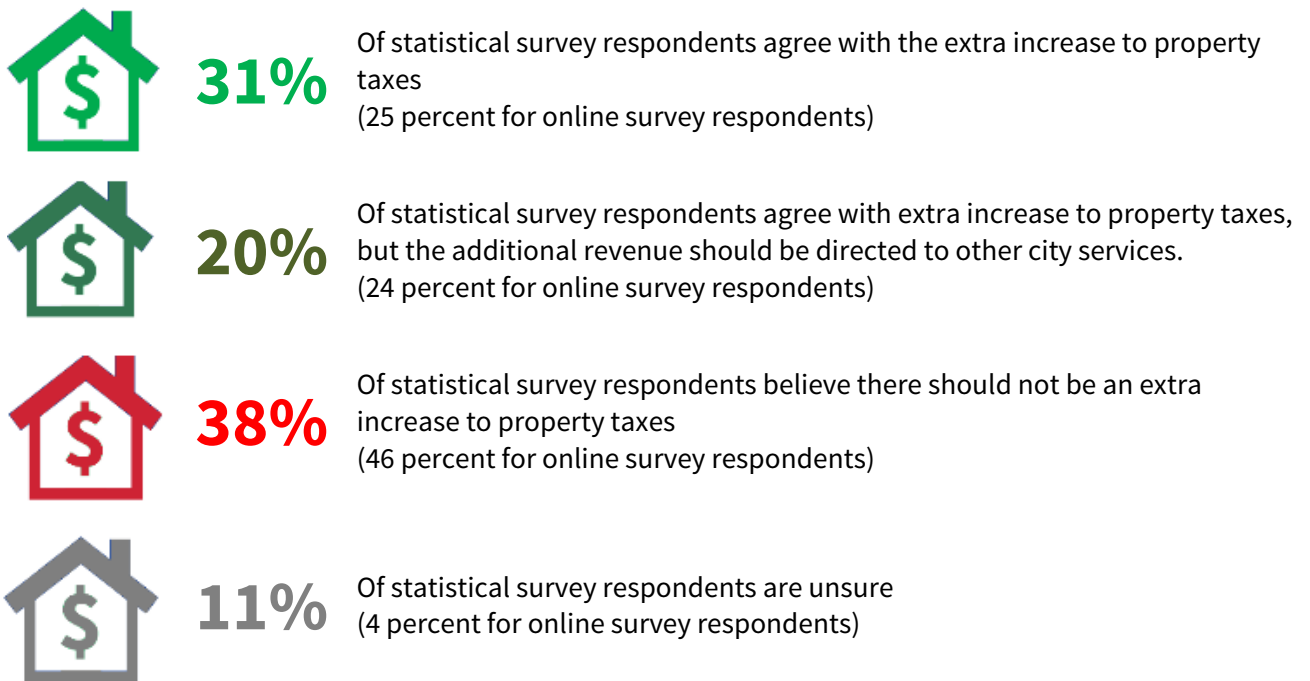 31%
Of statistical survey respondents agree with the extra increase to property
taxes
(25 percent for online survey respondents)
20%
Of statistical survey respondents agree with extra increase to property taxes,
but the additional revenue should be directed to other city services.
(24 percent for online survey respondents)
38%
Of statistical survey respondents believe there should not be an extra
increase to property taxes
(46 percent for online survey respondents)
11%
Of statistical survey respondents are unsure
(4 percent for online survey respondents)